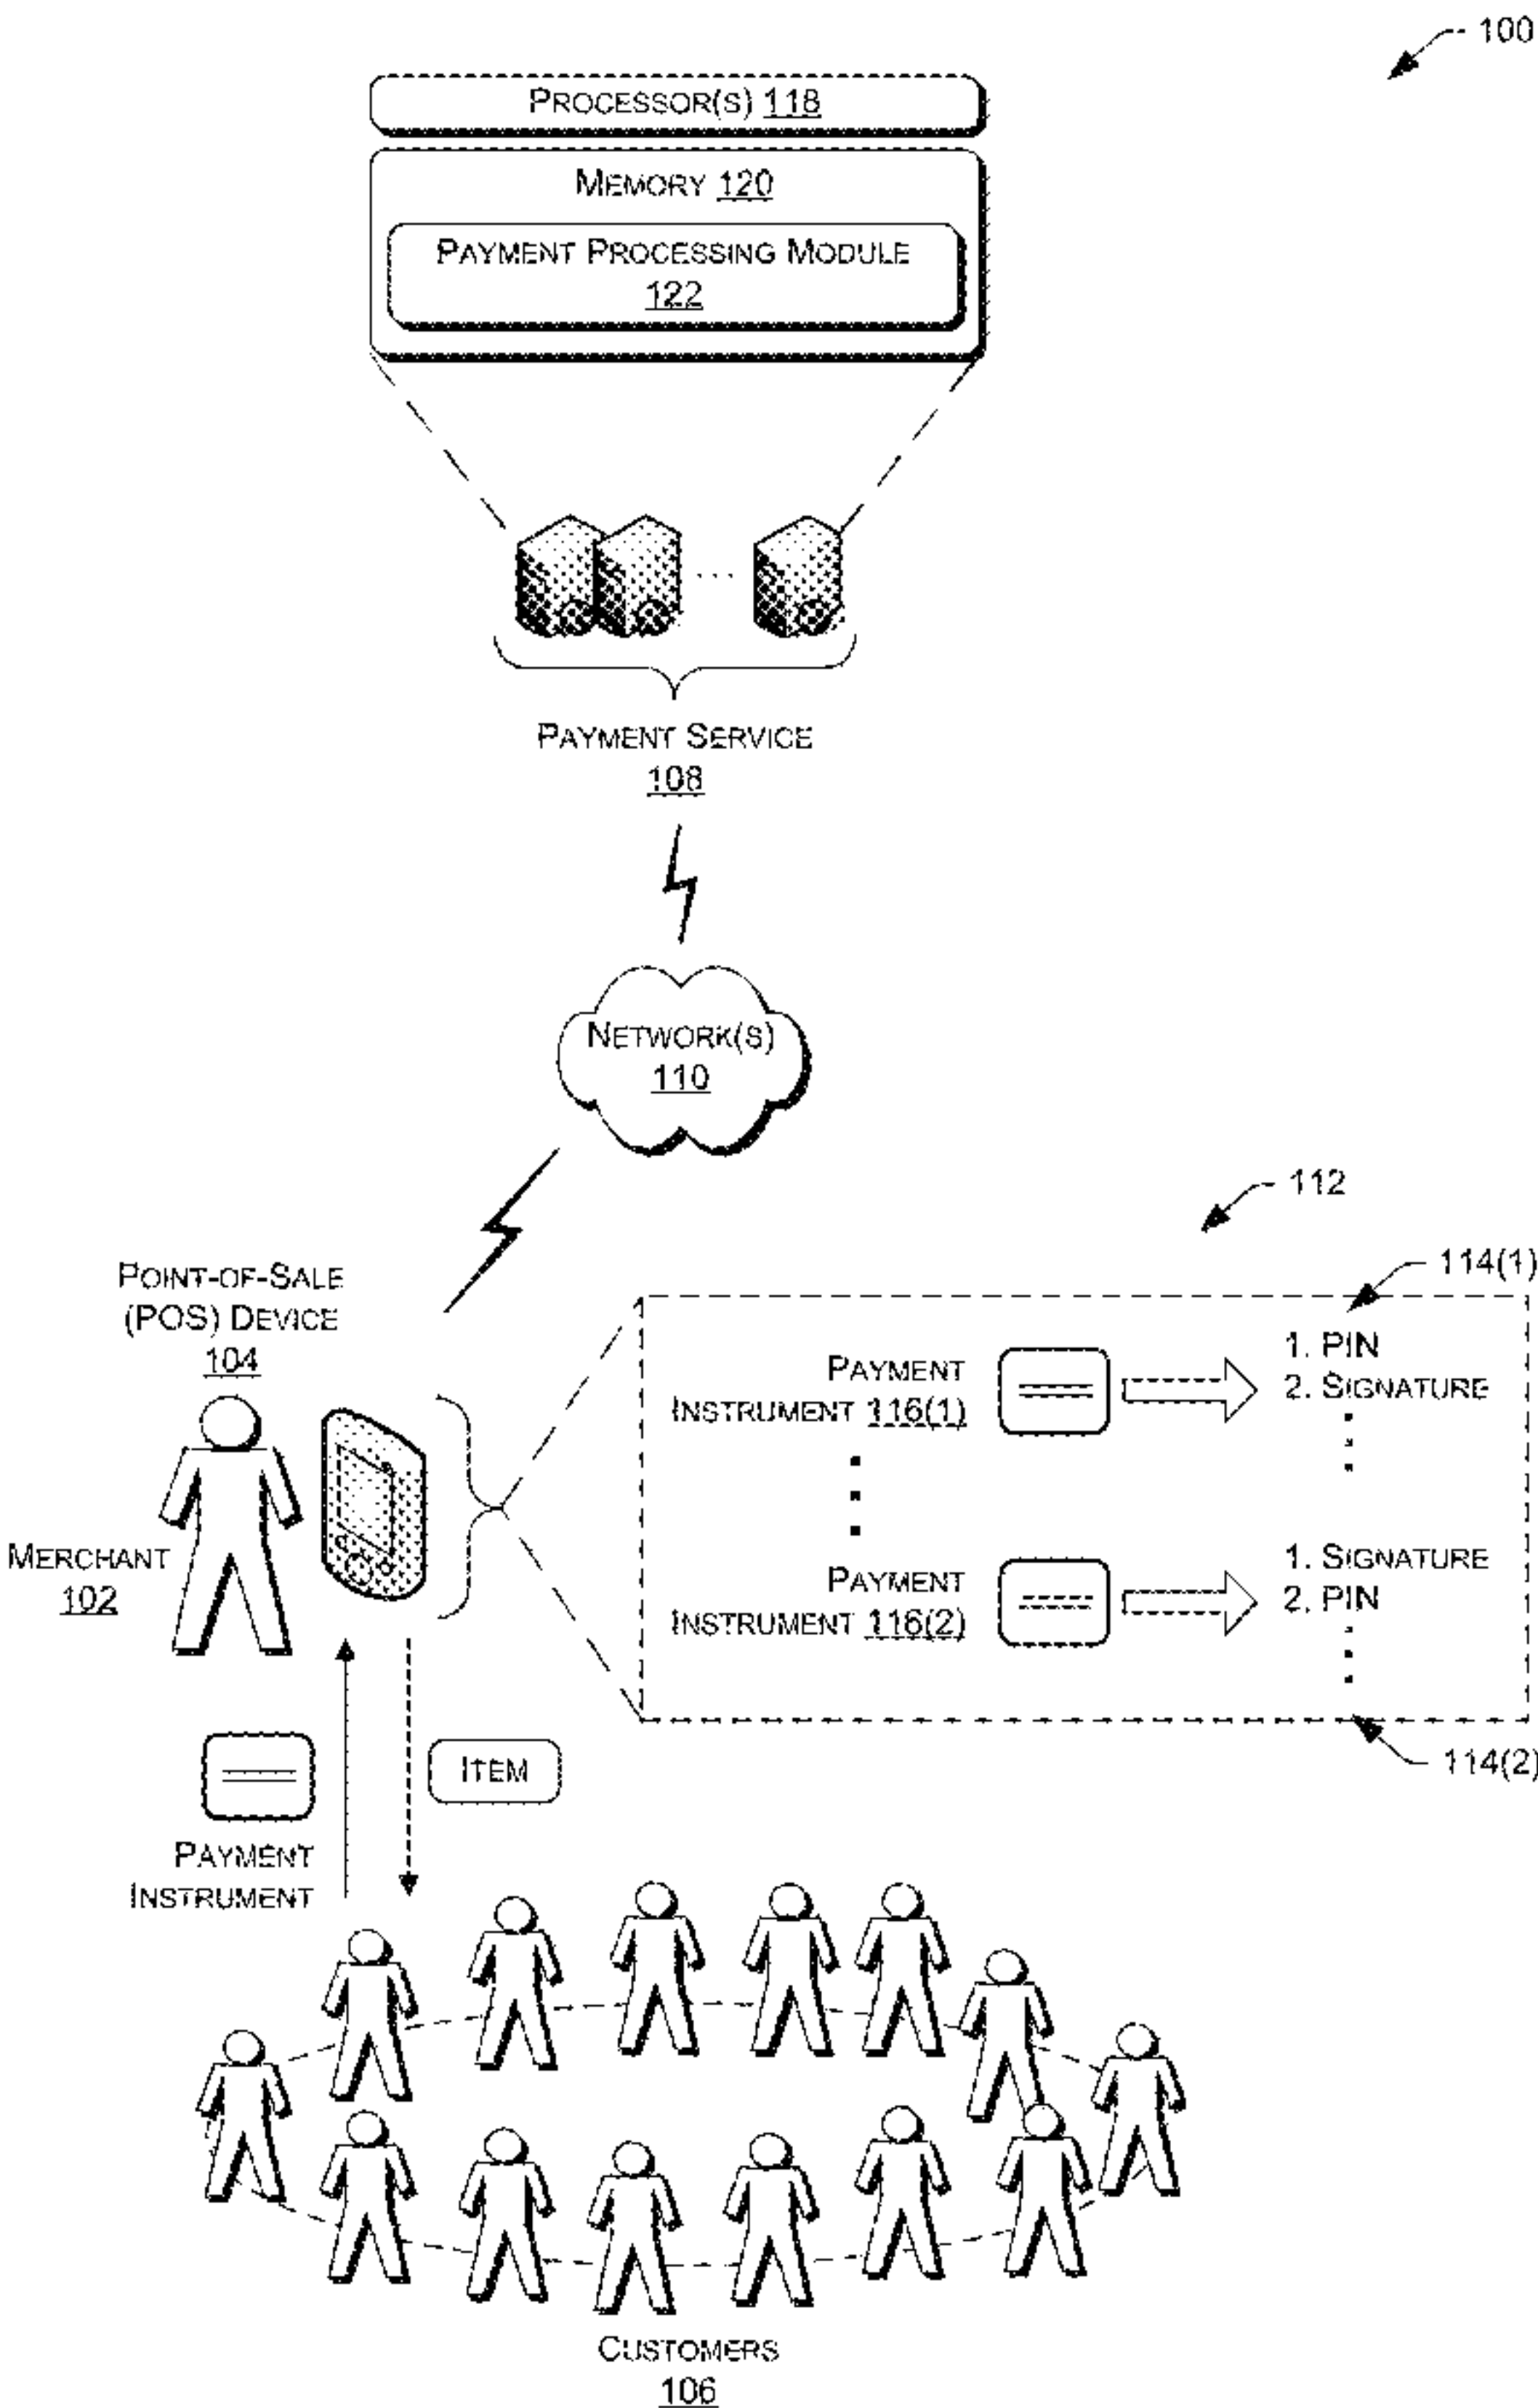 100
PROCESSOR(S) 118
MEMORY 120
PAYMENT PROCESSING MODULE
122
...
PAYMENT SERVICE
108
NETWORK(S)
110
112
POINT-OF-SALE
(POS) DEVICE
104
114(1)
PAYMENT
INSTRUMENT 116(1)
1. PIN
2. SIGNATURE
MERCHANT
102
PAYMENT
INSTRUMENT 116(2)
1. SIGNATURE
2. PIN
114(2)
ITEM
PAYMENT
INSTRUMENT
CUSTOMERS
106